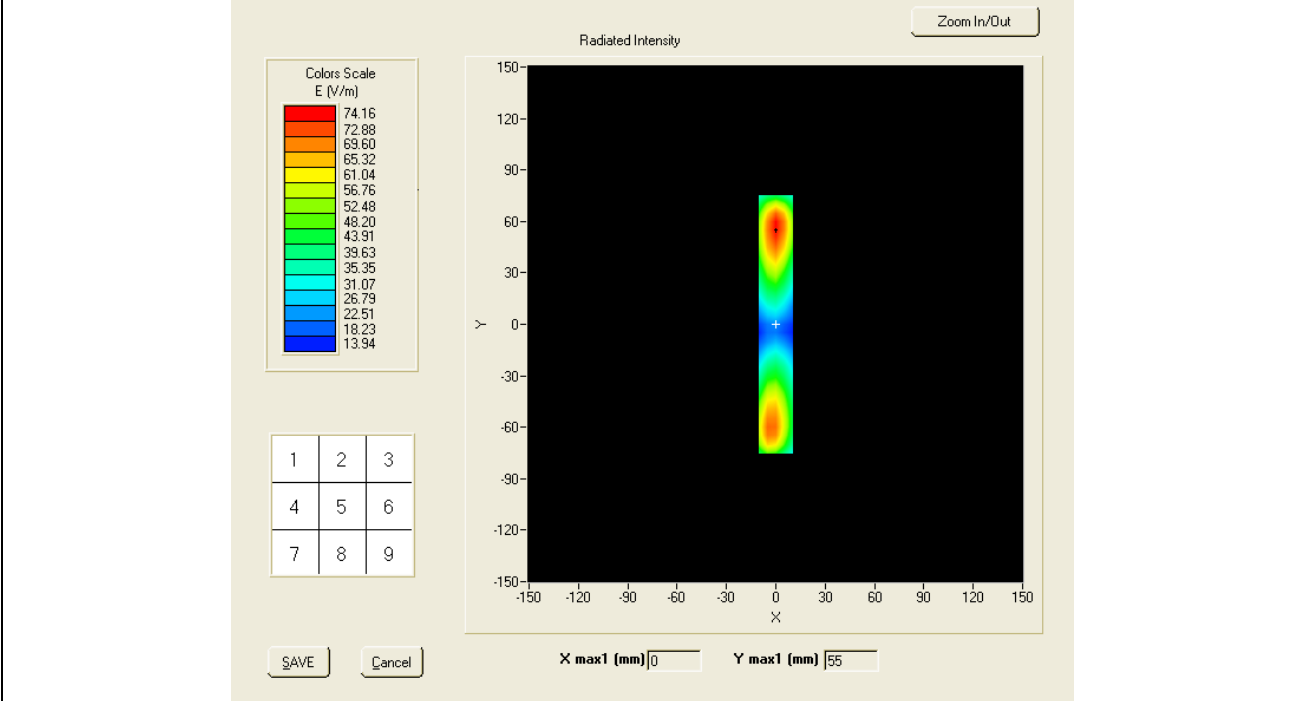 Zoom In/Out
Radiated Intensity
Colors Scale
E (V/m)
74.16
72.88
69.60
65.32
61.04
56.76
52.48
48.20
43.91
39.63
35.35
31.07
26.79
22.51
18.23
13.94
150
120
90
60
30
Y 0
-30
-60
-90
-120
-150
-150 -120 -90 -60 -30 0 30 60 90 120 150
X
1 2 3
4 5 6
7 8 9
SAVE Cancel X max1 (mm) 0 Y max1 (mm) 55